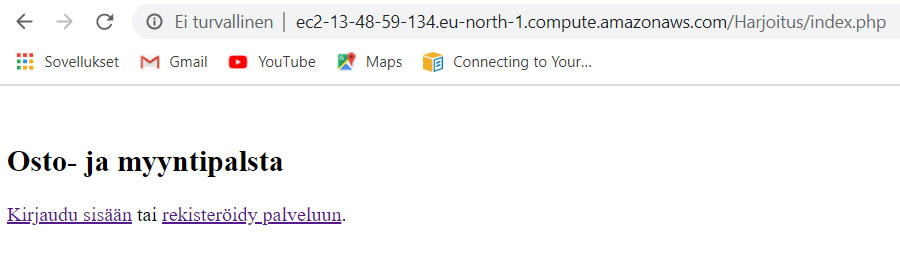 Ei turvallinen | ec2-13-48-59-134.eu-north-1.compute.amazonaws.com/Harjoitus/index.php
Sovellukset Gmail YouTube Maps Connecting to Your...
Osto- ja myyntipalsta
Kirjaudu sisään tai rekisteröidy palveluun.